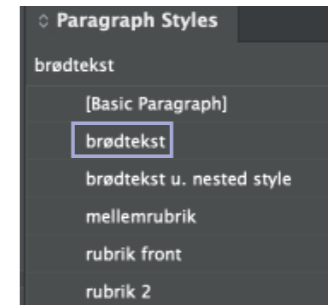 Paragraph Styles
brødtekst
[Basic Paragraph]
brødtekst
brødtekst u. nested style
mellemrubrik
rubrik front
rubrik 2